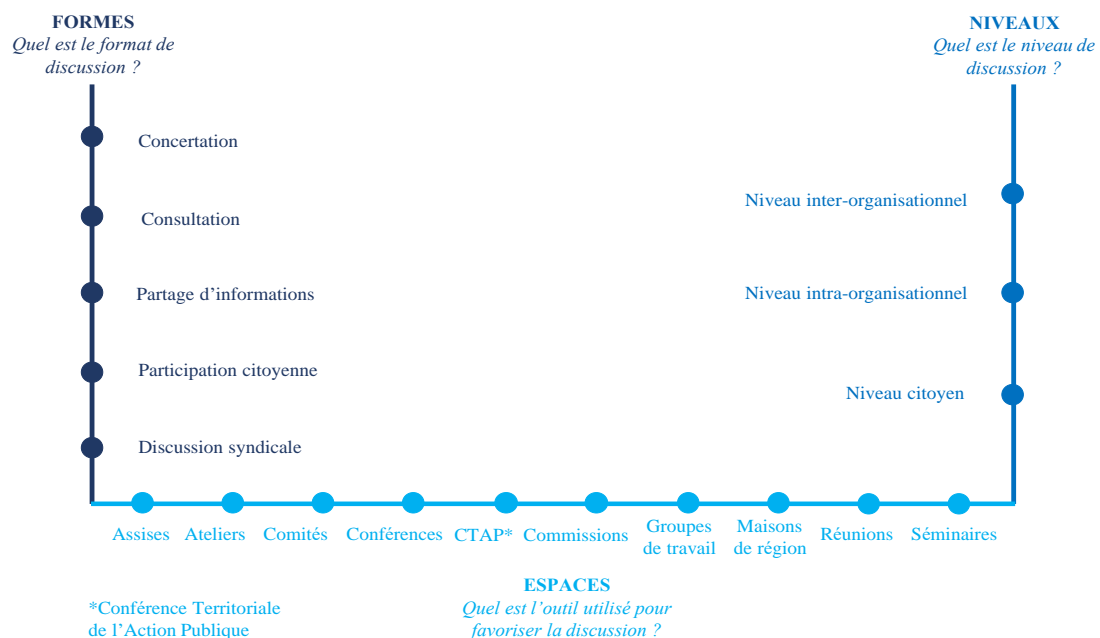 FORMES
Quel est le format de
discussion ?
NIVEAUX
Quel est le niveau de
discussion ?
Concertation
Consultation
Partage d’informations
Participation citoyenne
Discussion syndicale
Niveau inter-organisationnel
Niveau intra-organisationnel
Niveau citoyen
Assises
Ateliers
Comités
Conférences
CTAP*
Commissions
Groupes
de travail
Maisons
de région
Réunions
Séminaires
ESPACES
Quel est l’outil utilisé pour
favoriser la discussion ?
*Conférence Territoriale
de l’Action Publique